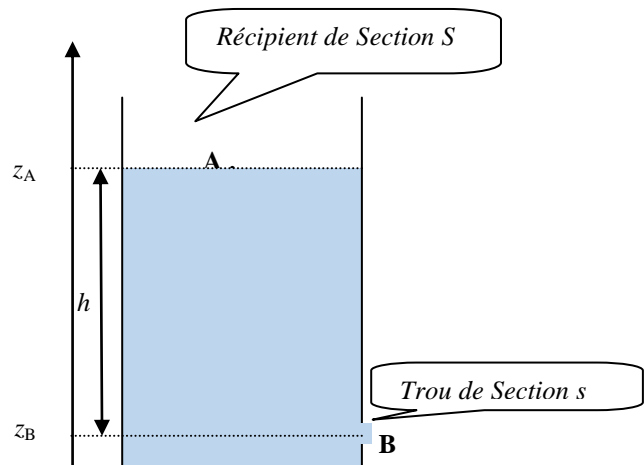 Récipient de Section S
A
zA
h
Trou de Section s
zB
B